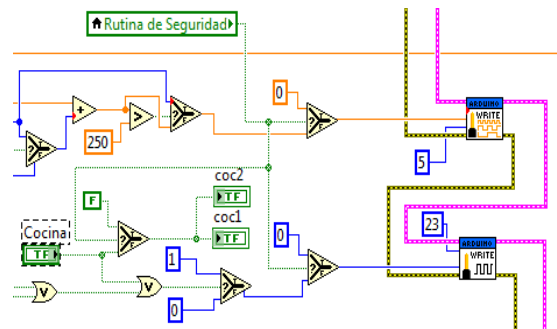 Rutina de Seguridad
0
ARDUINO
WRITE
+
>
?
T
F
?
T
F
?
T
F
250
5
coc2
TF
F
coc1
TF
Cocina
TF
?
T
F
1
0
23
ARDUINO
WRITE
?
T
F
V
V
?
T
F
0